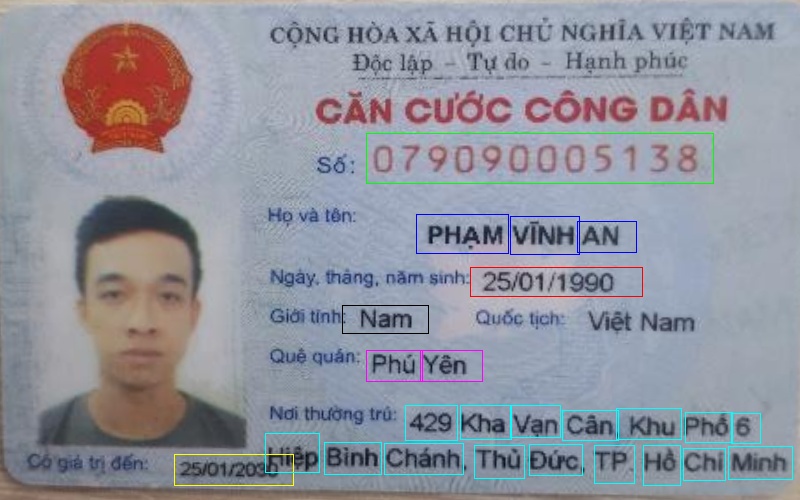 CỘNG HÒA XÃ HỘI CHỦ NGHĨA VIỆT NAM
Độc lập - Tự do - Hạnh phúc
CĂN CƯỚC CÔNG DÂN
Số: 079090005138
Họ và tên:
PHẠM VĨNH AN
Ngày, tháng, năm sinh: 25/01/1990
Giới tính: Nam Quốc tịch: Việt Nam
Quê quán: Phú Yên
Nơi thường trú: 429 Kha Vạn Cân Khu Phố 6
Hiệp Bình Chánh, Thủ Đức, TP. Hồ Chí Minh
Có giá trị đến: 25/01/2030